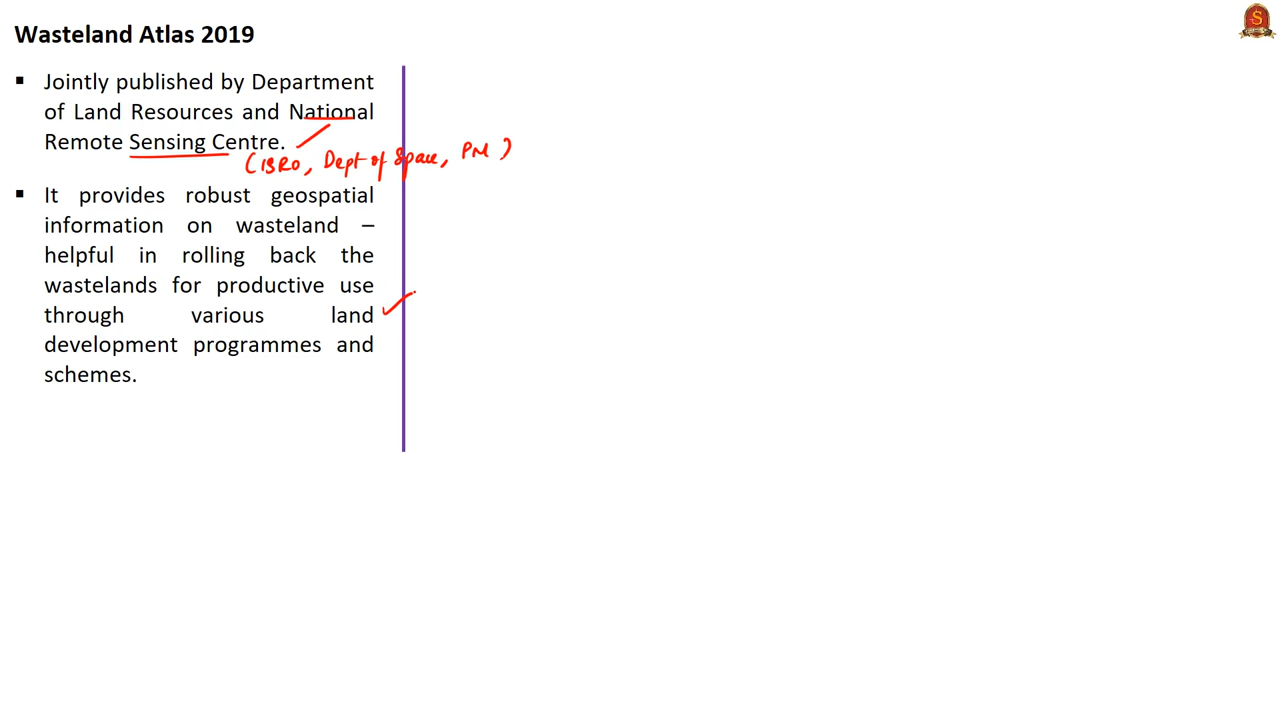 Wasteland Atlas 2019
▪ Jointly published by Department
of Land Resources and National
Remote Sensing Centre.
(ISRO, Dept of Space, PM)
▪ It provides robust geospatial
information on wasteland –
helpful in rolling back the
wastelands for productive use
through various land
development programmes and
schemes.